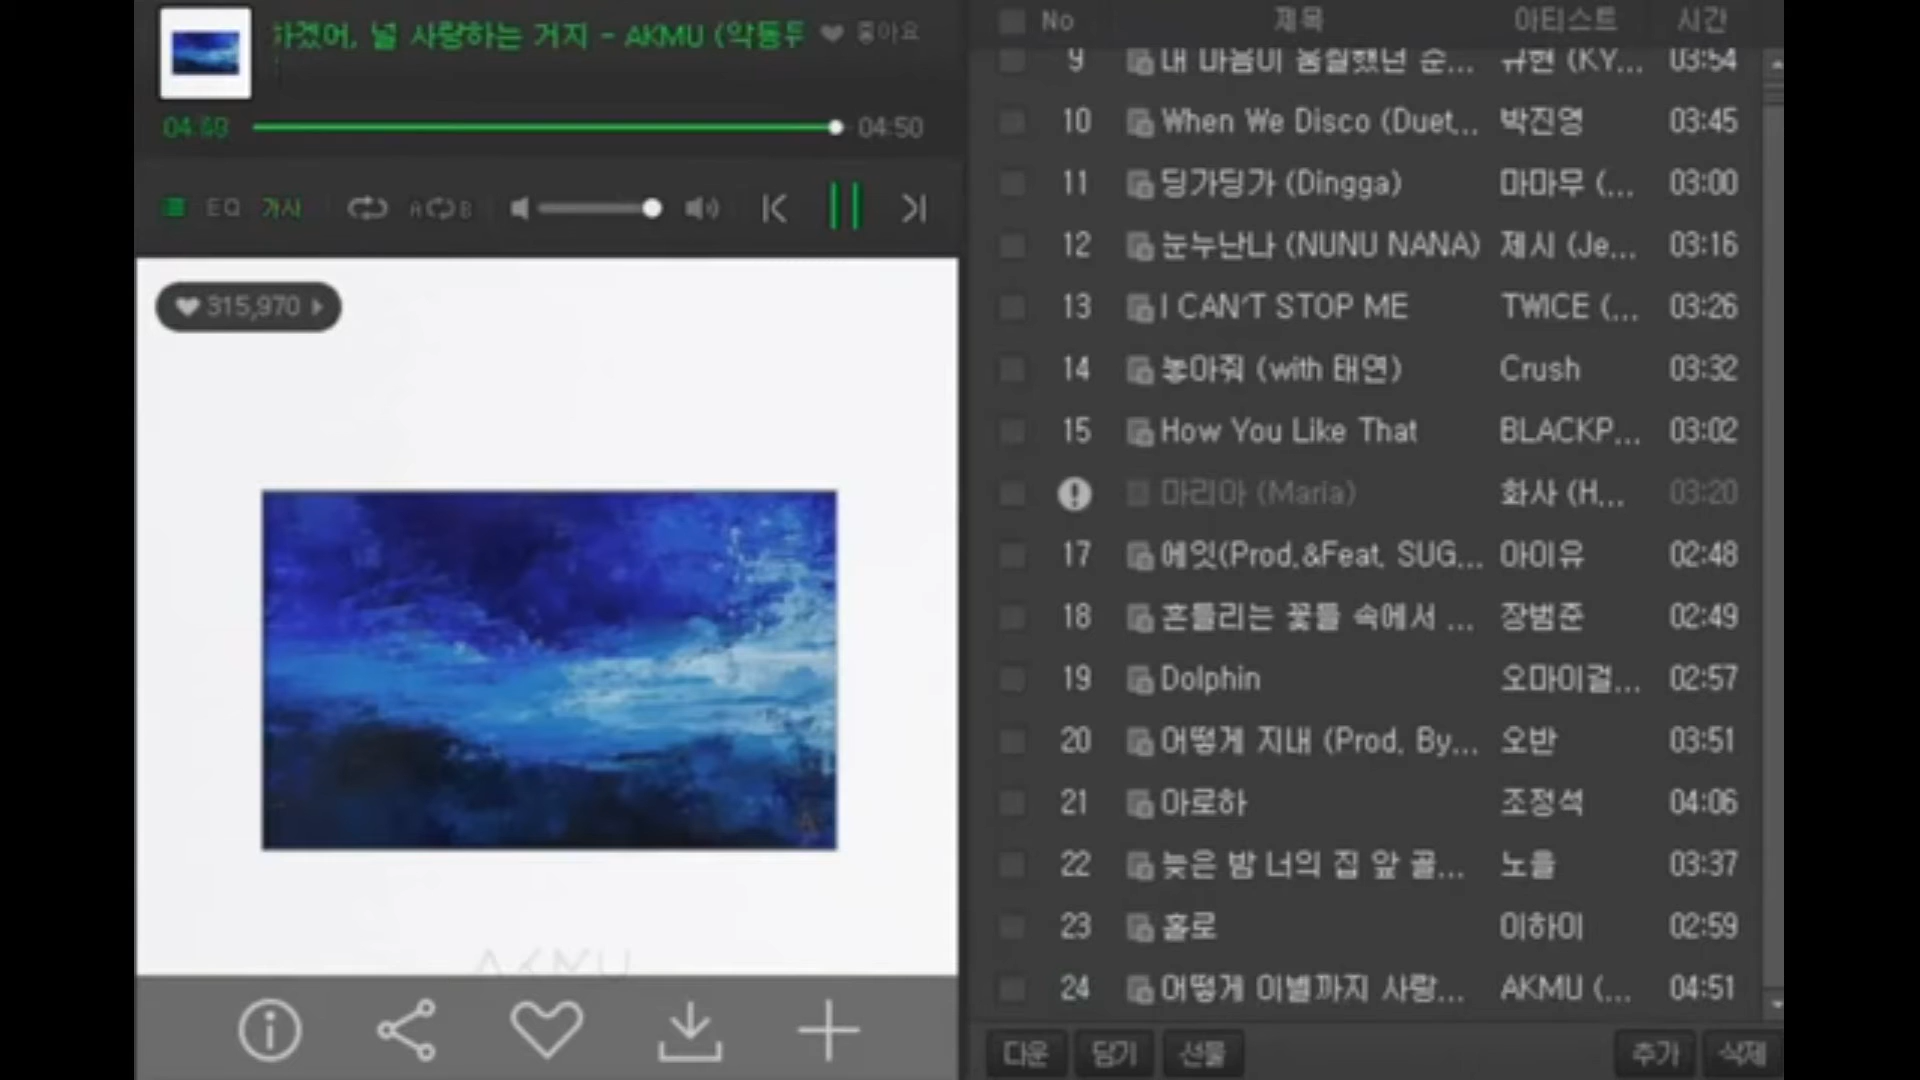 하겠어, 널 사랑하는 거지 - AKMU (악동뮤
좋아요
04:50
EQ 가사 A B
315,970
AKMU
No 제목 아티스트 시간
9 내 마음이 움찔했던 순... 규현 (KY... 03:54
10 When We Disco (Duet... 박진영 03:45
11 딩가딩가 (Dingga) 마마무 (... 03:00
12 눈누난나 (NUNU NANA) 제시 (Je... 03:16
13 I CAN'T STOP ME TWICE (... 03:26
14 놓아줘 (with 태연) Crush 03:32
15 How You Like That BLACKP... 03:02
마리아 (Maria) 화사 (H... 03:20
17 에잇(Prod.&Feat. SUG... 아이유 02:48
18 흔들리는 꽃들 속에서 ... 장범준 02:49
19 Dolphin 오마이걸... 02:57
20 어떻게 지내 (Prod. By... 오반 03:51
21 아로하 조정석 04:06
22 늦은 밤 너의 집 앞 골... 노을 03:37
23 홀로 이하이 02:59
24 어떻게 이별까지 사랑... AKMU (... 04:51
다운 담기 선물 추가 삭제